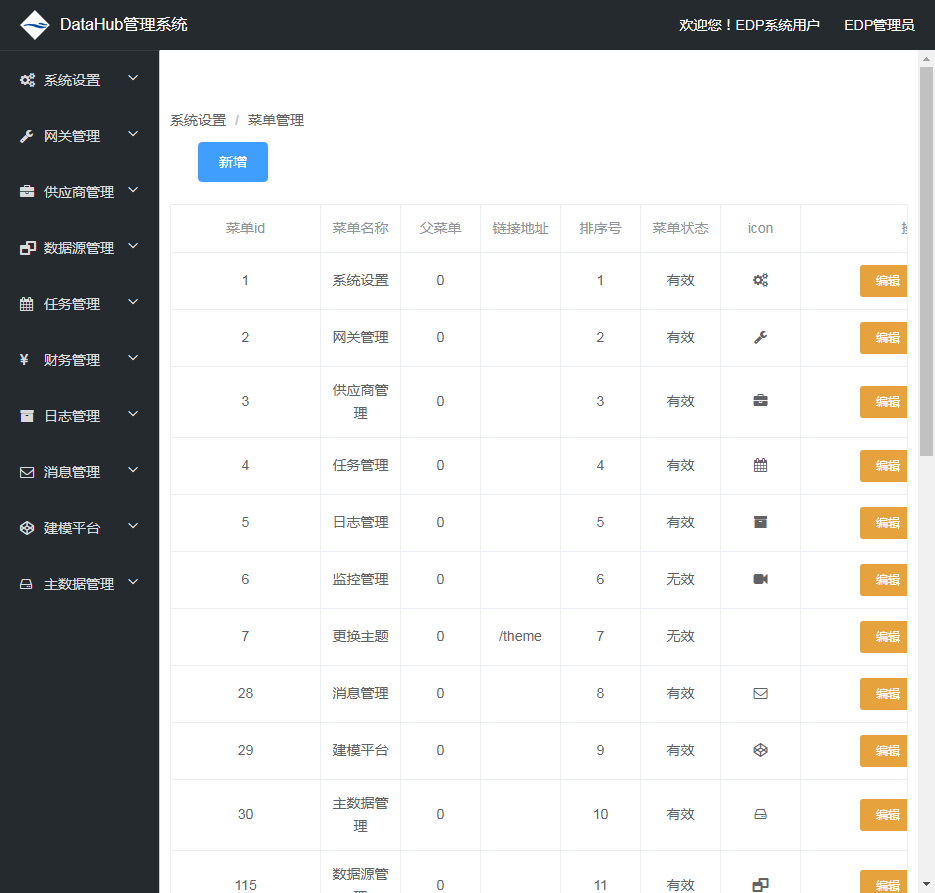 DataHub管理系统
欢迎您！EDP系统用户 EDP管理员
系统设置
网关管理
供应商管理
数据源管理
任务管理
¥ 财务管理
日志管理
消息管理
建模平台
主数据管理
系统设置 / 菜单管理
新增
菜单id 菜单名称 父菜单 链接地址 排序号 菜单状态 icon
1 系统设置 0 1 有效 编辑
2 网关管理 0 2 有效 编辑
3 供应商管 0 3 有效 编辑
理
4 任务管理 0 4 有效 编辑
5 日志管理 0 5 有效 编辑
6 监控管理 0 6 无效 编辑
7 更换主题 0 /theme 7 无效 编辑
28 消息管理 0 8 有效 编辑
29 建模平台 0 9 有效 编辑
30 主数据管 0 10 有效 编辑
理
115 数据源管 0 11 有效 编辑